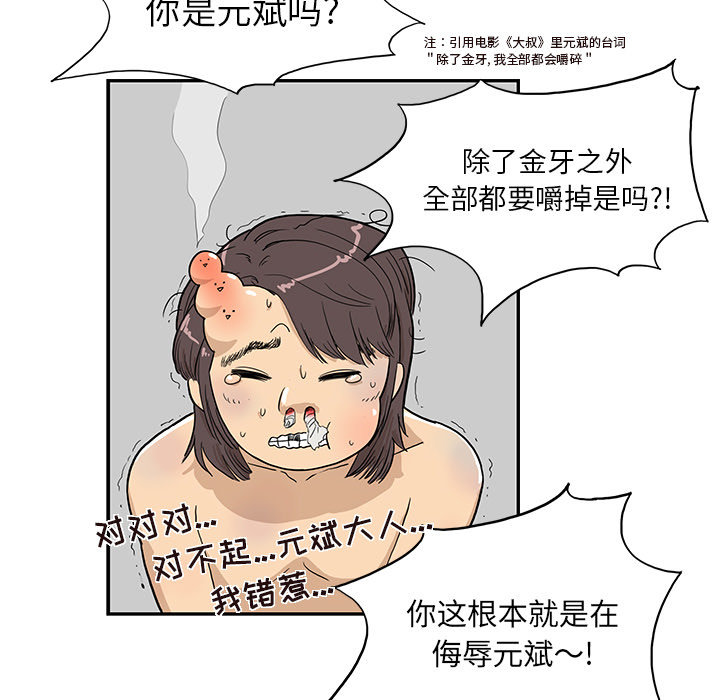 你是元斌吗?
注：引用电影《大叔》里元斌的台词
"除了金牙,我全部都会嚼碎"
除了金牙之外
全部都要嚼掉是吗?!
对对对...
对不起...元斌大人...
我错惹...
你这根本就是在
侮辱元斌～!